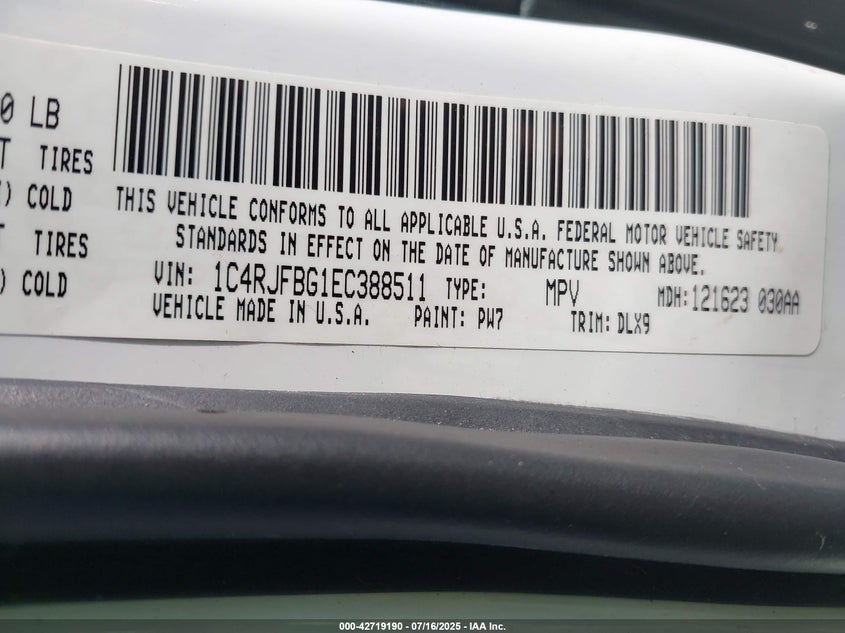 0 LB
T TIRES
) COLD
T TIRES
) COLD
THIS VEHICLE CONFORMS TO ALL APPLICABLE U.S.A. FEDERAL MOTOR VEHICLE SAFETY
STANDARDS IN EFFECT ON THE DATE OF MANUFACTURE SHOWN ABOVE.
VIN: 1C4RJFBG1EC388511 TYPE: MPV MDH: 121623 030AA
VEHICLE MADE IN U.S.A. PAINT: PW7 TRIM: DLX9
000-42719190 - 07/16/2025 - IAA Inc.